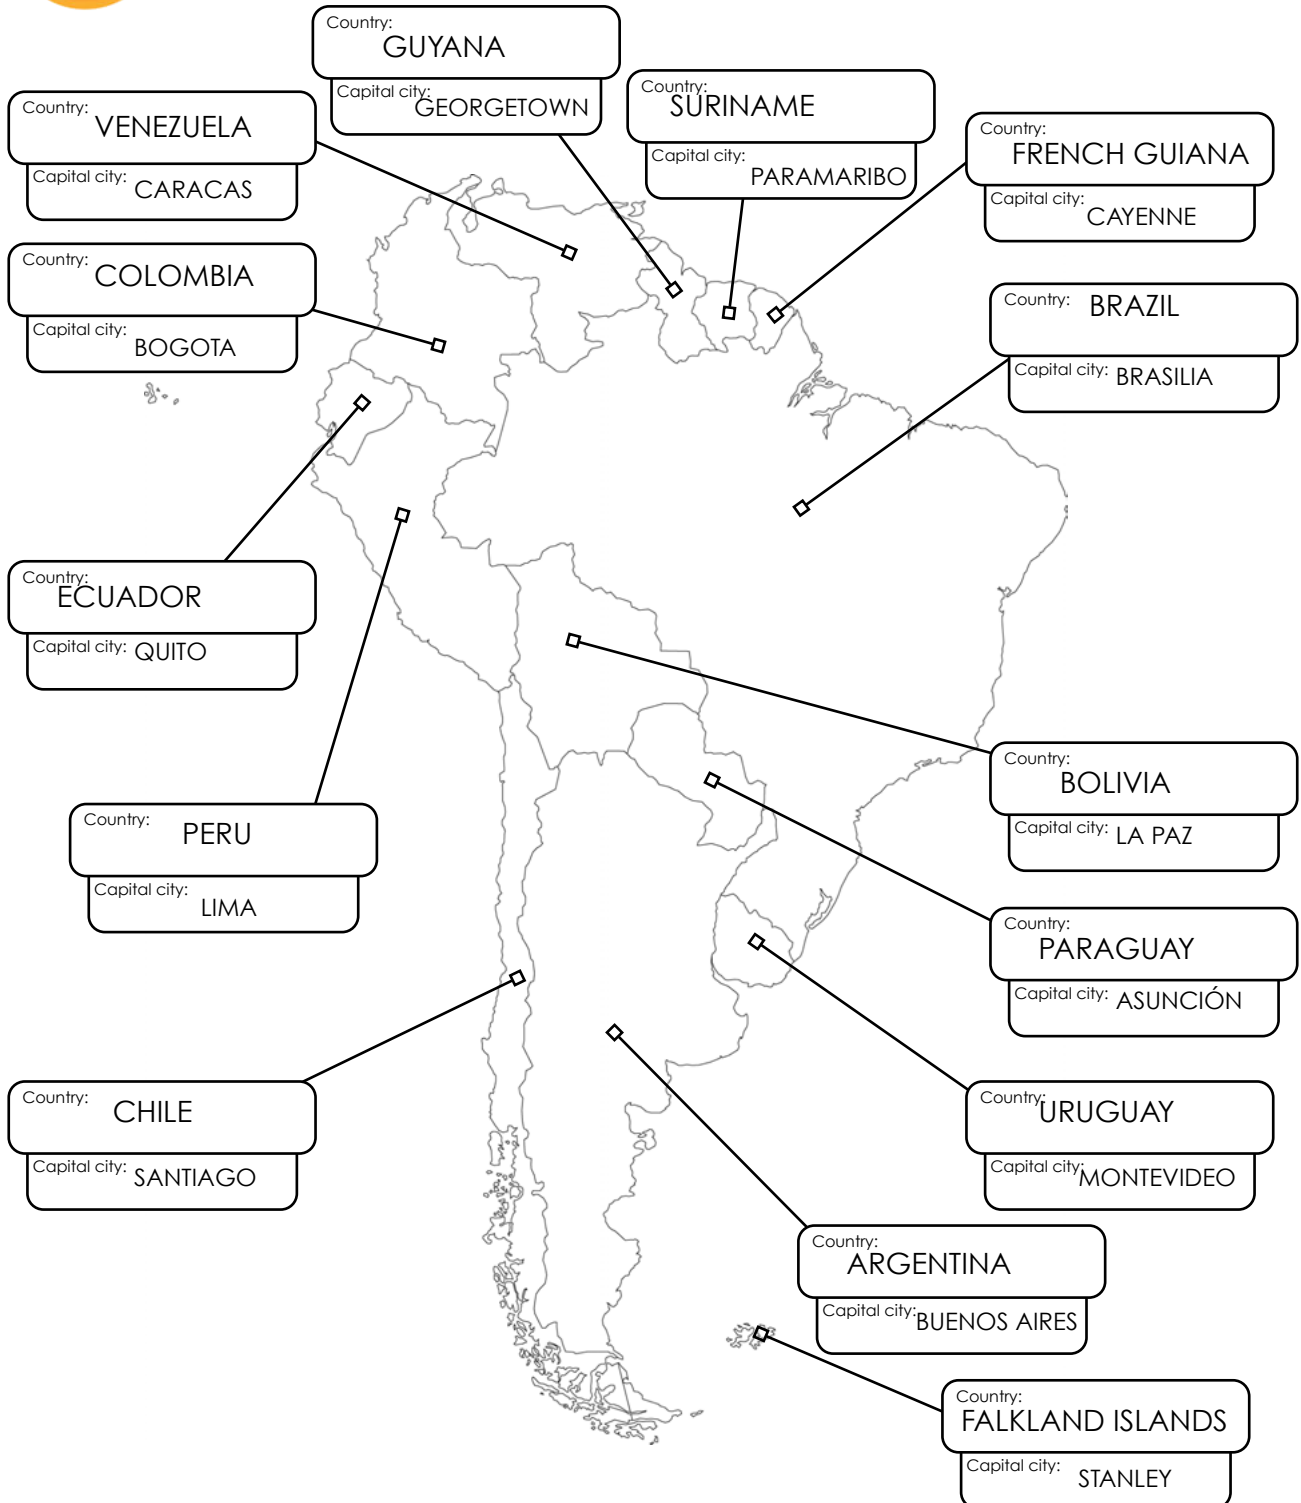 Country:
GUYANA
Capital city:
GEORGETOWN
Country:
SURINAME
Capital city:
PARAMARIBO
Country:
VENEZUELA
Capital city:
CARACAS
Country:
FRENCH GUIANA
Capital city:
CAYENNE
Country:
COLOMBIA
Capital city:
BOGOTA
Country:
BRAZIL
Capital city:
BRASILIA
Country:
ECUADOR
Capital city:
QUITO
Country:
BOLIVIA
Capital city:
LA PAZ
Country:
PERU
Capital city:
LIMA
Country:
PARAGUAY
Capital city:
ASUNCIÓN
Country:
CHILE
Capital city:
SANTIAGO
Country:
URUGUAY
Capital city:
MONTEVIDEO
Country:
ARGENTINA
Capital city:
BUENOS AIRES
Country:
FALKLAND ISLANDS
Capital city:
STANLEY